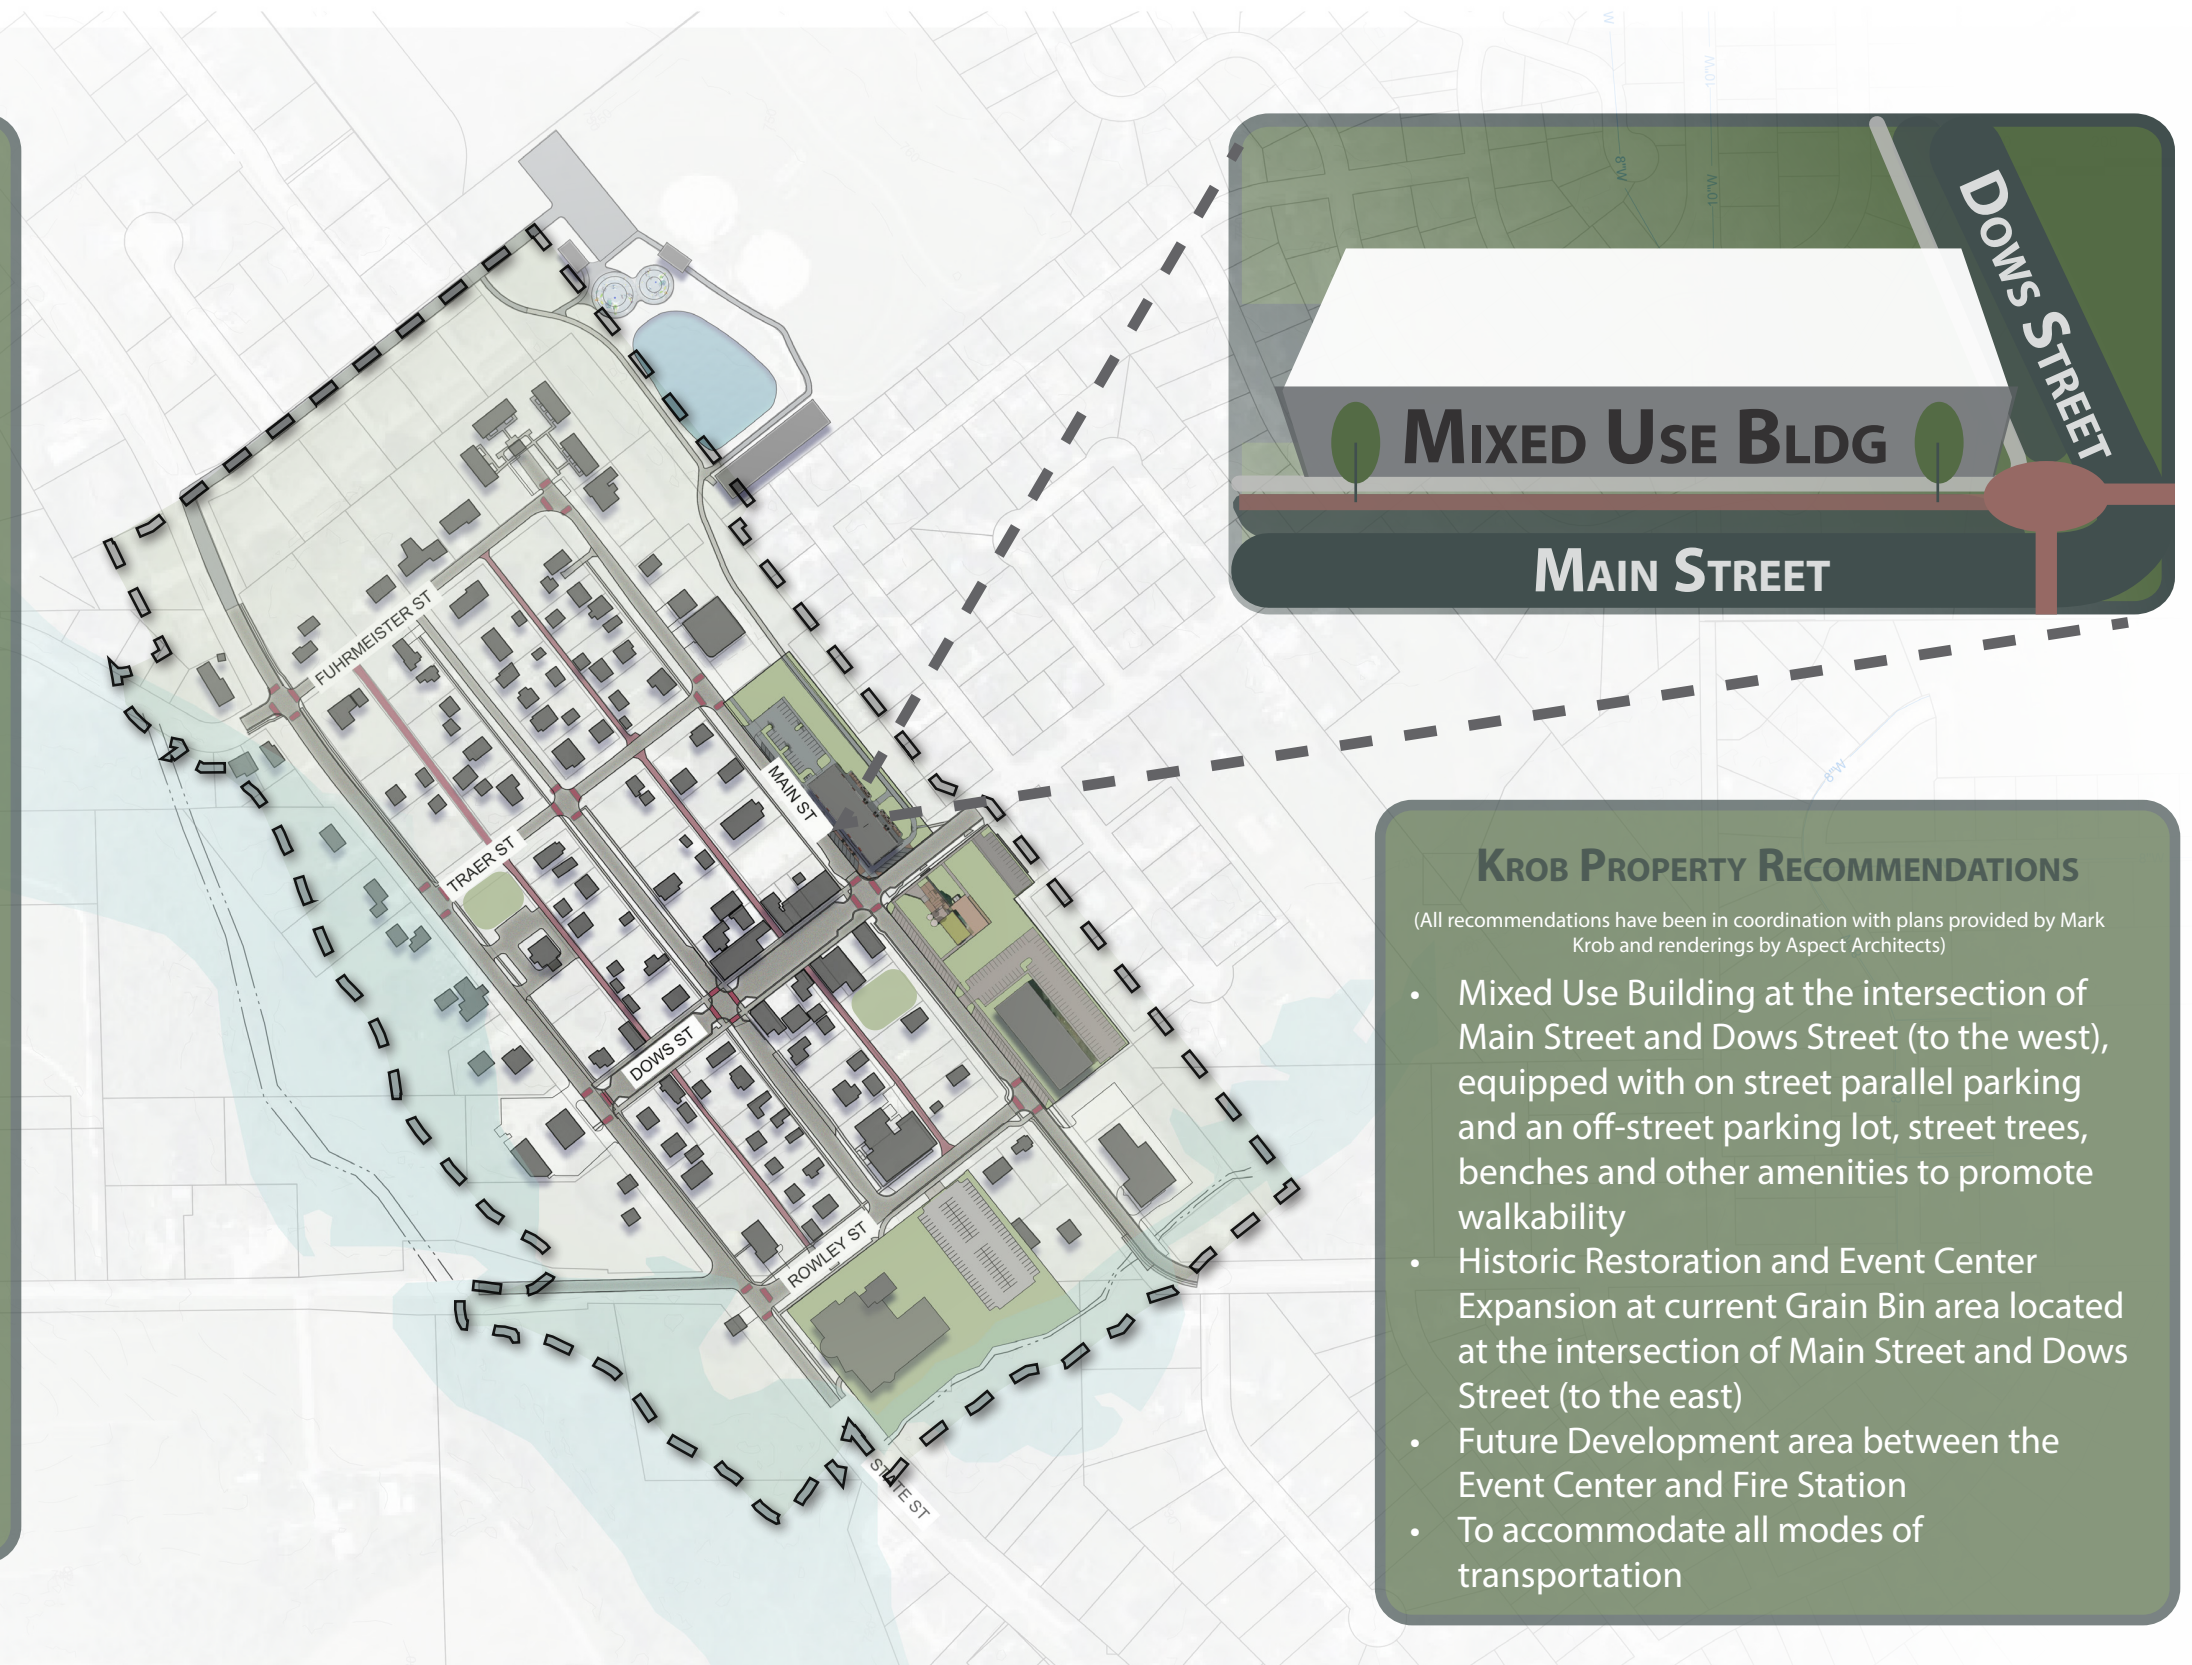 W
10"W
8"W
10"W
DOWS STREET
MIXED USE BLDG
MAIN STREET
FUHRMEISTER ST
MAIN ST
TRAER ST
DOWS ST
ROWLEY ST
STATE ST
8"W
KROB PROPERTY RECOMMENDATIONS
(All recommendations have been in coordination with plans provided by Mark
Krob and renderings by Aspect Architects)
• Mixed Use Building at the intersection of
Main Street and Dows Street (to the west),
equipped with on street parallel parking
and an off-street parking lot, street trees,
benches and other amenities to promote
walkability
• Historic Restoration and Event Center
Expansion at current Grain Bin area located
at the intersection of Main Street and Dows
Street (to the east)
• Future Development area between the
Event Center and Fire Station
• To accommodate all modes of
transportation